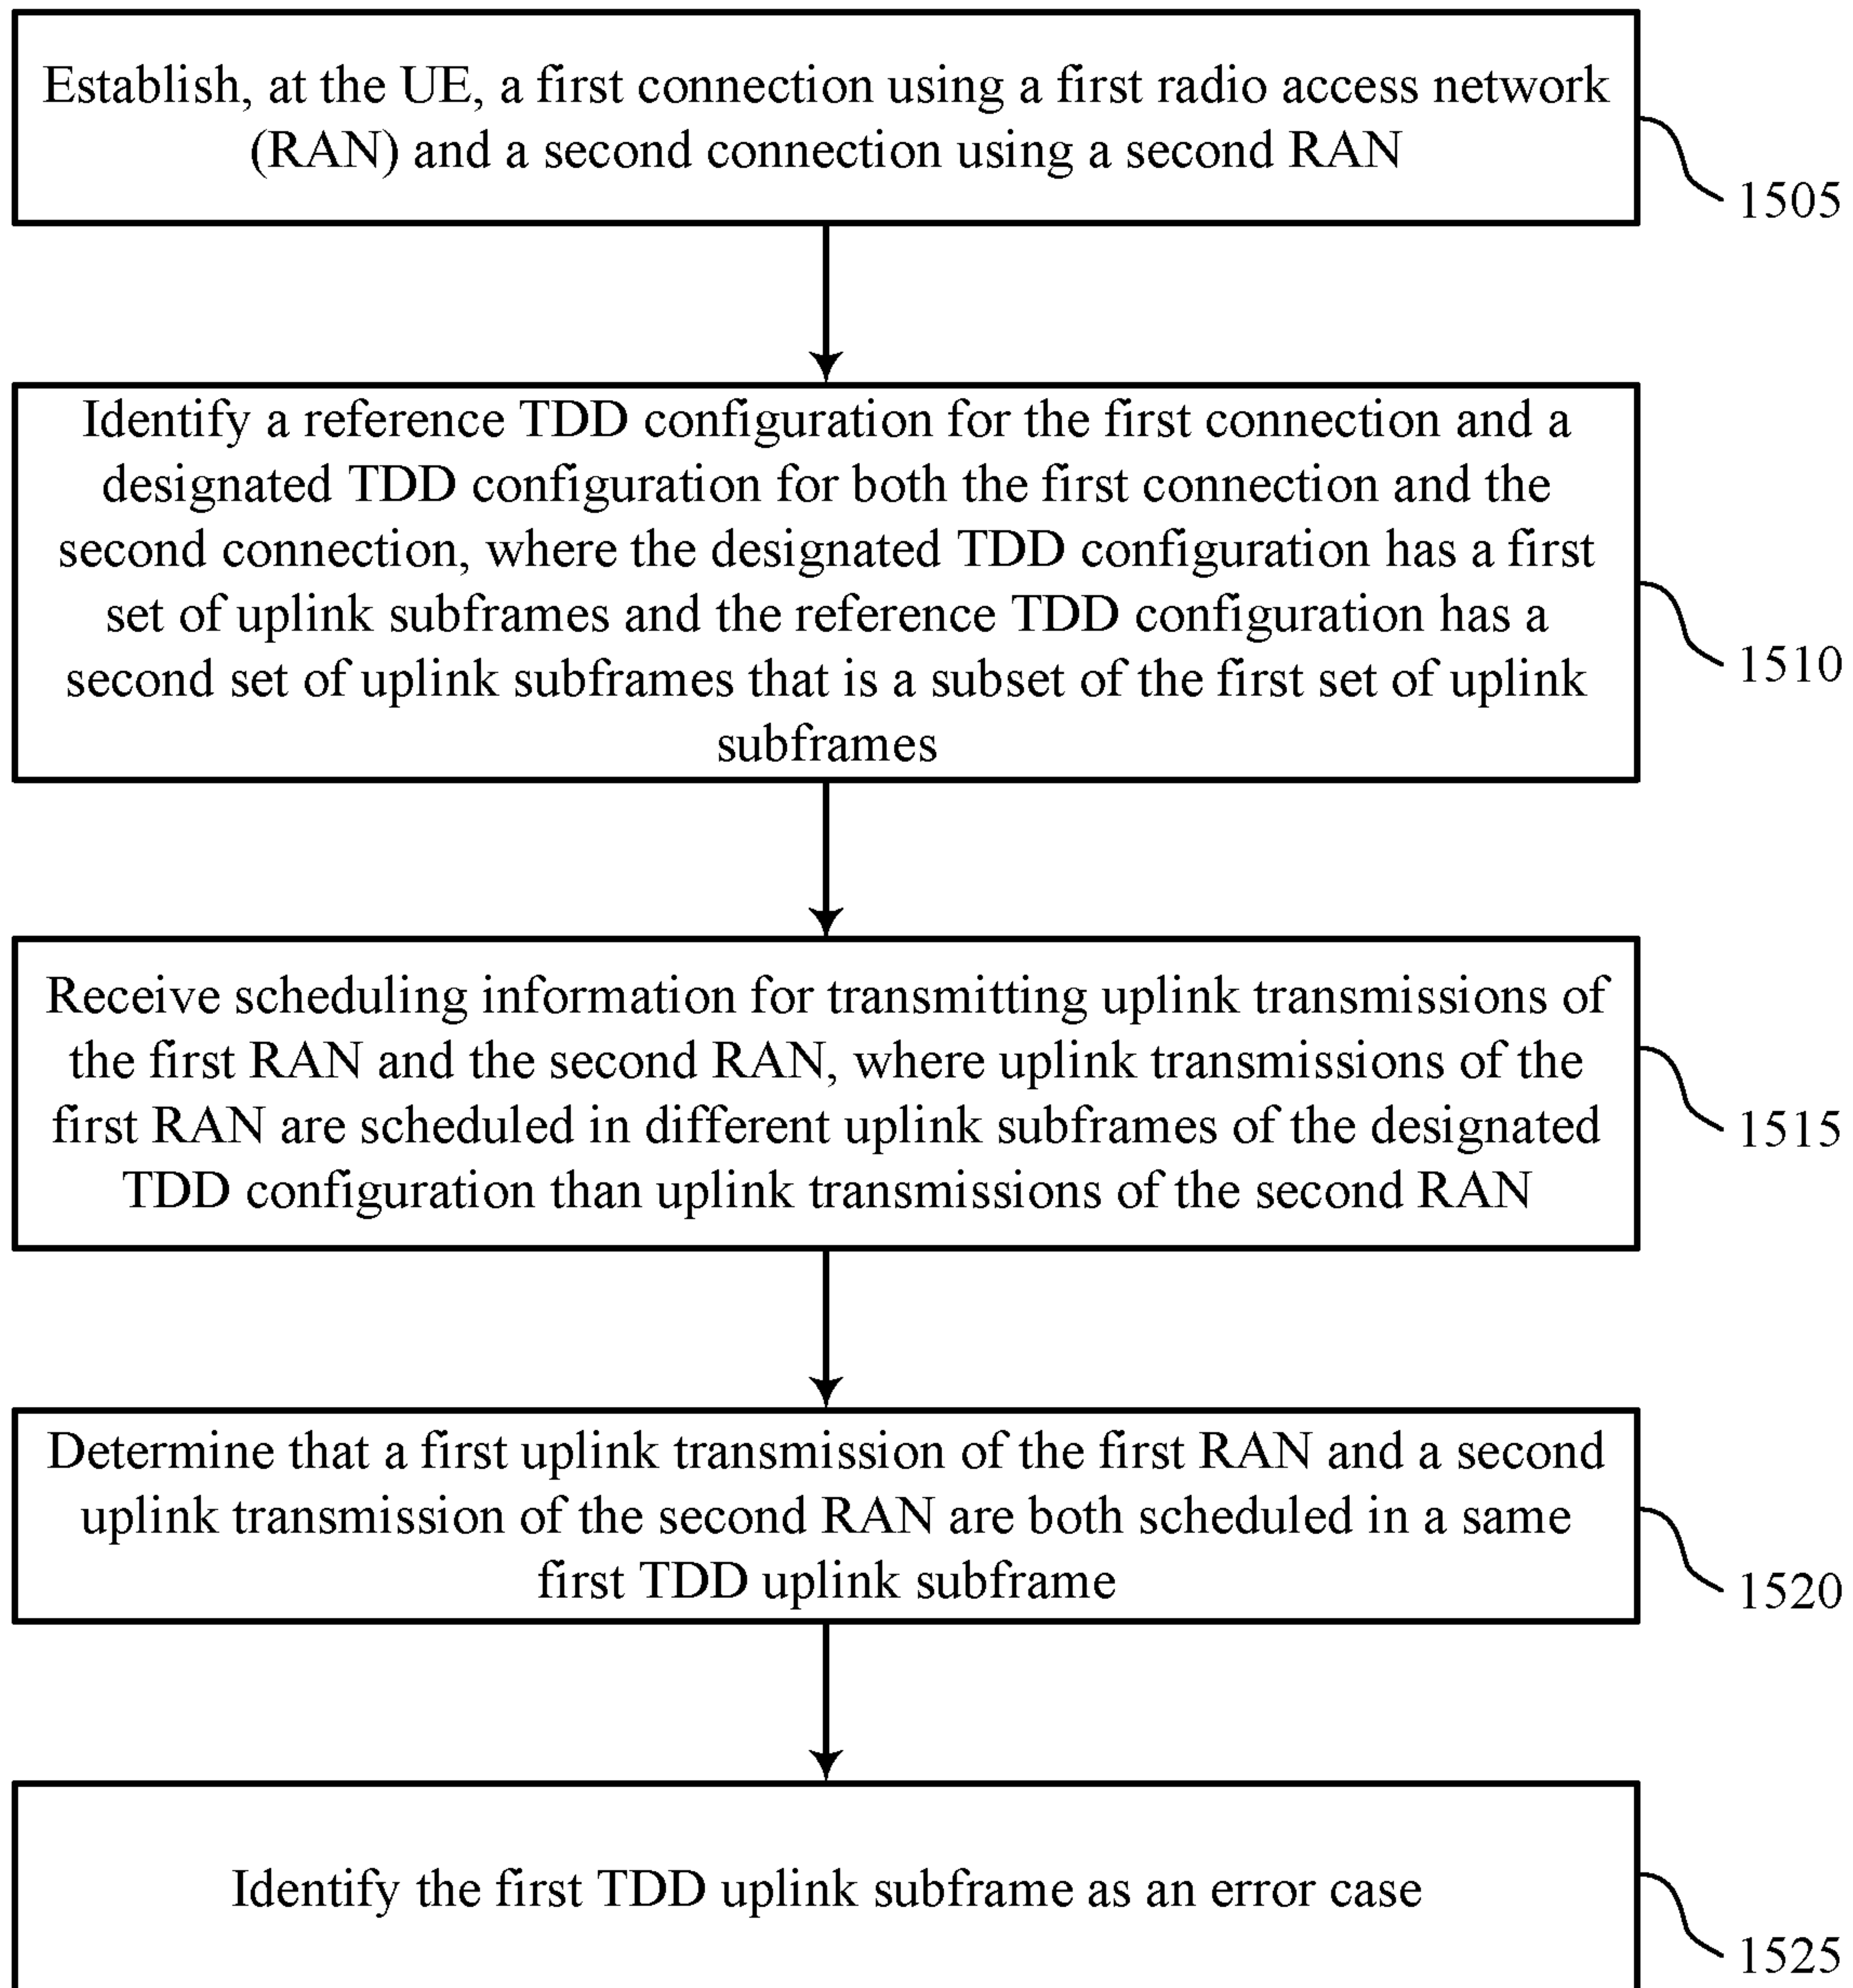 Establish, at the UE, a first connection using a first radio access network
(RAN) and a second connection using a second RAN
1505
Identify a reference TDD configuration for the first connection and a
designated TDD configuration for both the first connection and the
second connection, where the designated TDD configuration has a first
set of uplink subframes and the reference TDD configuration has a
second set of uplink subframes that is a subset of the first set of uplink
subframes
1510
Receive scheduling information for transmitting uplink transmissions of
the first RAN and the second RAN, where uplink transmissions of the
first RAN are scheduled in different uplink subframes of the designated
TDD configuration than uplink transmissions of the second RAN
1515
Determine that a first uplink transmission of the first RAN and a second
uplink transmission of the second RAN are both scheduled in a same
first TDD uplink subframe
1520
Identify the first TDD uplink subframe as an error case
1525